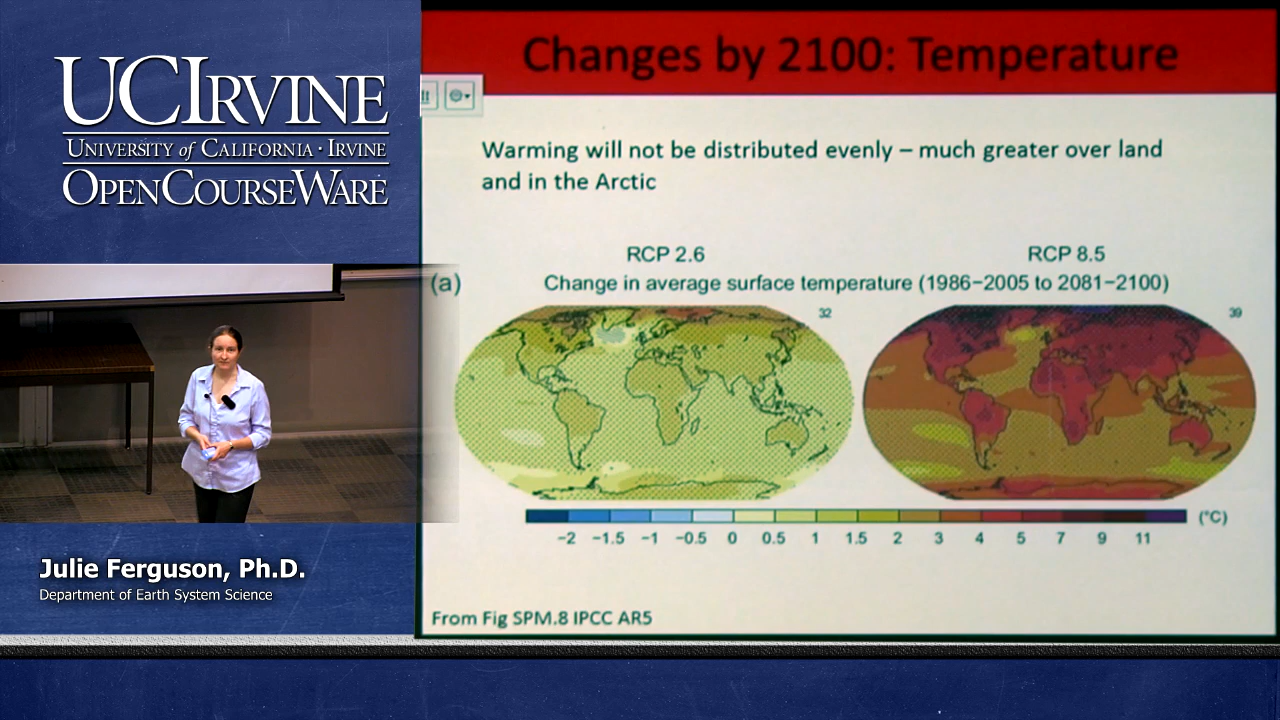 UCIRVINE
UNIVERSITY of CALIFORNIA · IRVINE
OPENCOURSEWARE
Julie Ferguson, Ph.D.
Department of Earth System Science
Changes by 2100: Temperature
Warming will not be distributed evenly – much greater over land
and in the Arctic
RCP 2.6
RCP 8.5
(a)
Change in average surface temperature (1986−2005 to 2081−2100)
32
39
−2 −1.5 −1 −0.5 0 0.5 1 1.5 2 3 4 5 7 9 11
(°C)
From Fig SPM.8 IPCC AR5